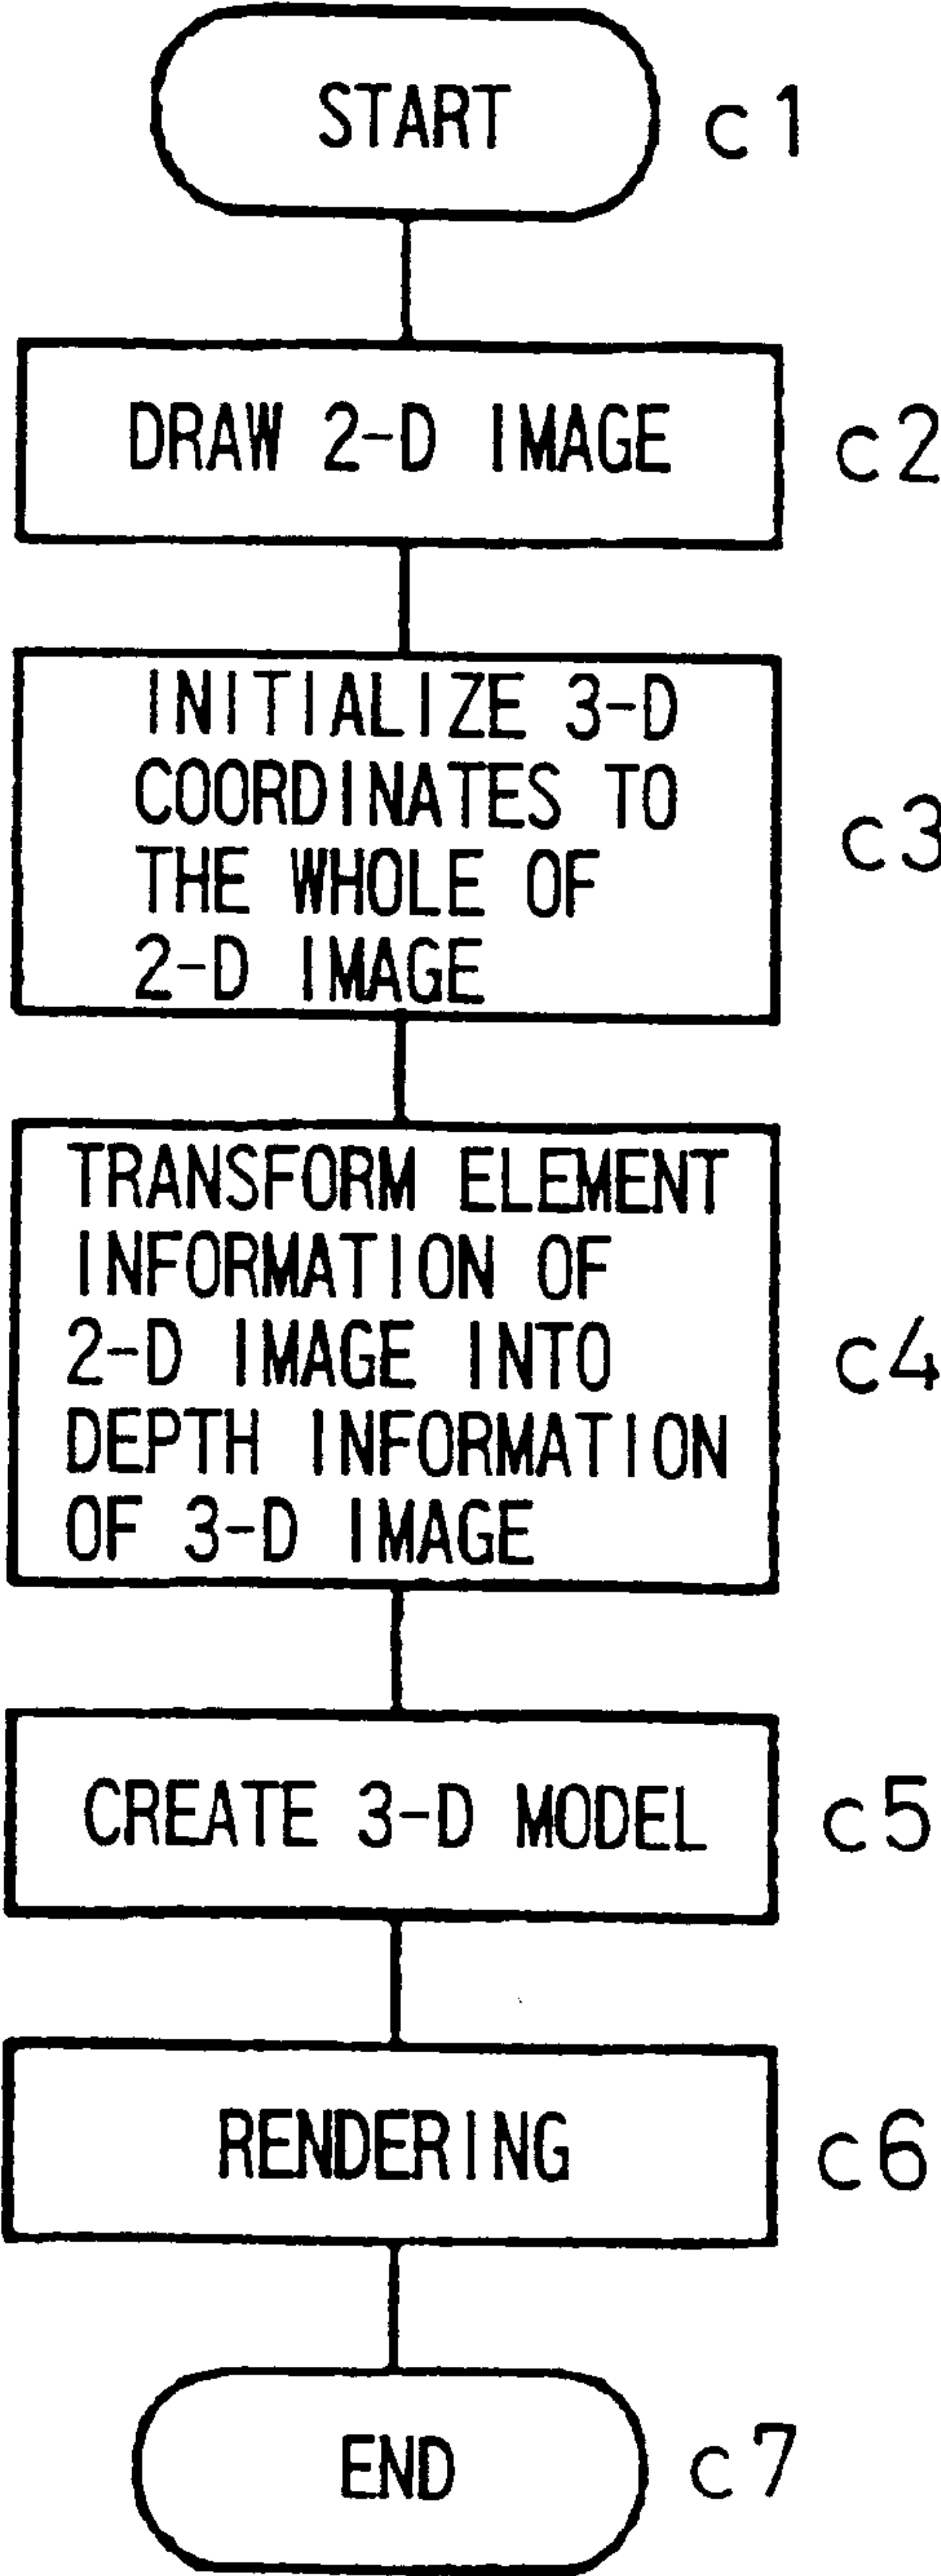 START c1
DRAW 2-D IMAGE c2
INITIALIZE 3-D
COORDINATES TO
THE WHOLE OF
2-D IMAGE
c3
TRANSFORM ELEMENT
INFORMATION OF
2-D IMAGE INTO
DEPTH INFORMATION
OF 3-D IMAGE
c4
CREATE 3-D MODEL c5
RENDERING c6
END c7